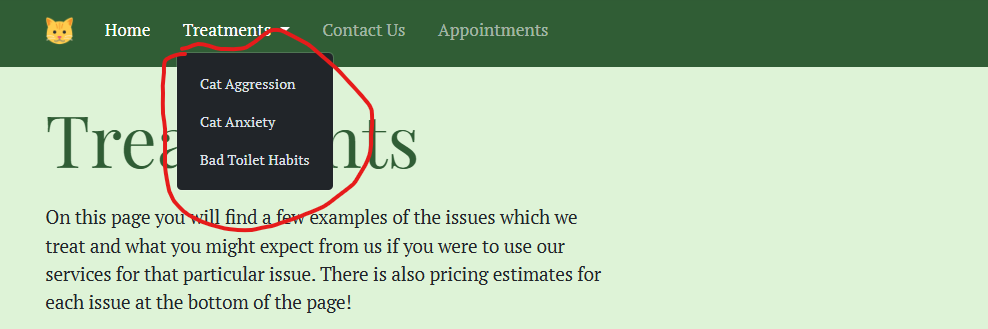 Home Treatments Contact Us Appointments
Cat Aggression
Cat Anxiety
Bad Toilet Habits
On this page you will find a few examples of the issues which we
treat and what you might expect from us if you were to use our
services for that particular issue. There is also pricing estimates for
each issue at the bottom of the page!